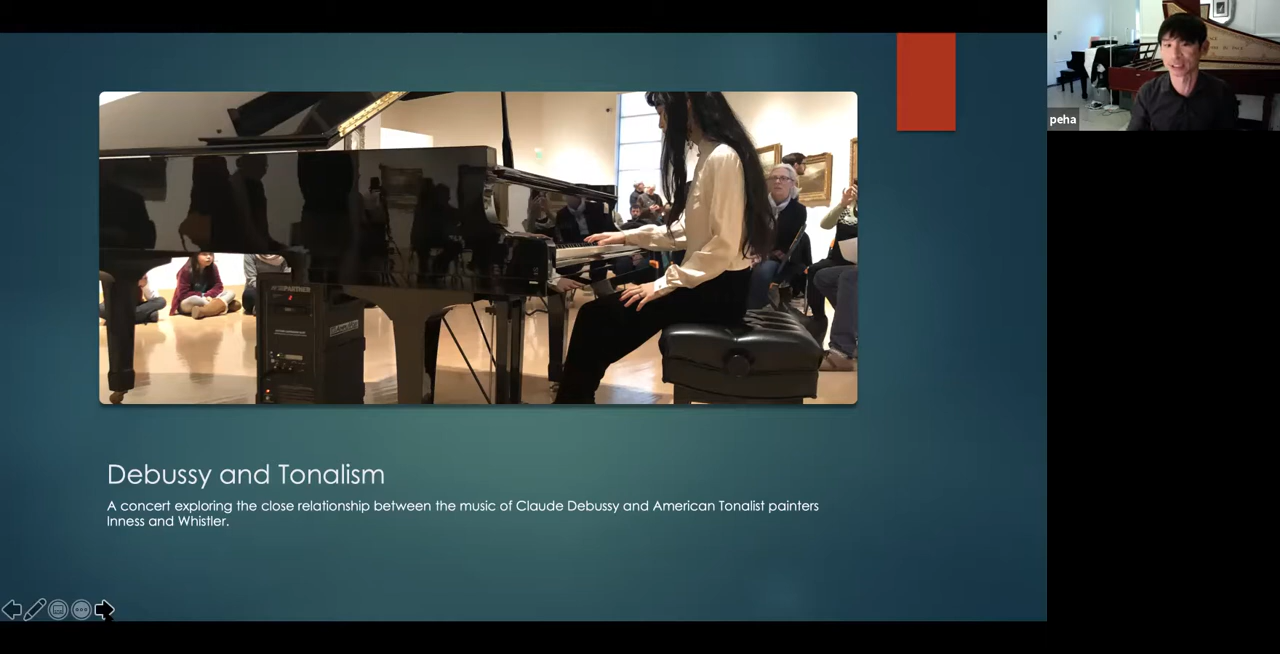 peha
Debussy and Tonalism
A concert exploring the close relationship between the music of Claude Debussy and American Tonalist painters
Inness and Whistler.